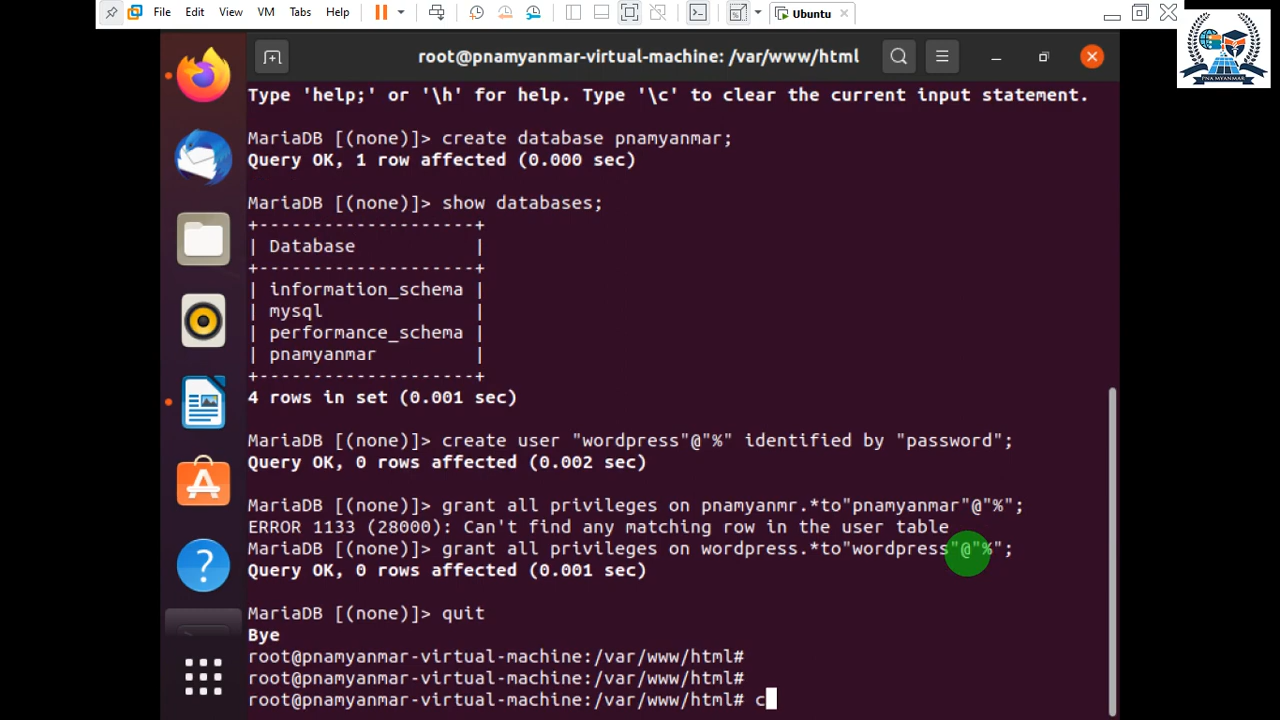 File Edit View VM Tabs Help Ubuntu
root@pnamyanmar-virtual-machine: /var/www/html
PNA MYANMAR
Type 'help;' or '\h' for help. Type '\c' to clear the current input statement.
MariaDB [(none)]> create database pnamyanmar;
Query OK, 1 row affected (0.000 sec)
MariaDB [(none)]> show databases;
+--------------------+
| Database           |
+--------------------+
| information_schema |
| mysql              |
| performance_schema |
| pnamyanmar         |
+--------------------+
4 rows in set (0.001 sec)
MariaDB [(none)]> create user "wordpress"@"%" identified by "password";
Query OK, 0 rows affected (0.002 sec)
MariaDB [(none)]> grant all privileges on pnamyanmr.*to"pnamyanmar"@"%";
ERROR 1133 (28000): Can't find any matching row in the user table
MariaDB [(none)]> grant all privileges on wordpress.*to"wordpress"@"%";
Query OK, 0 rows affected (0.001 sec)
MariaDB [(none)]> quit
Bye
root@pnamyanmar-virtual-machine:/var/www/html#
root@pnamyanmar-virtual-machine:/var/www/html#
root@pnamyanmar-virtual-machine:/var/www/html# c